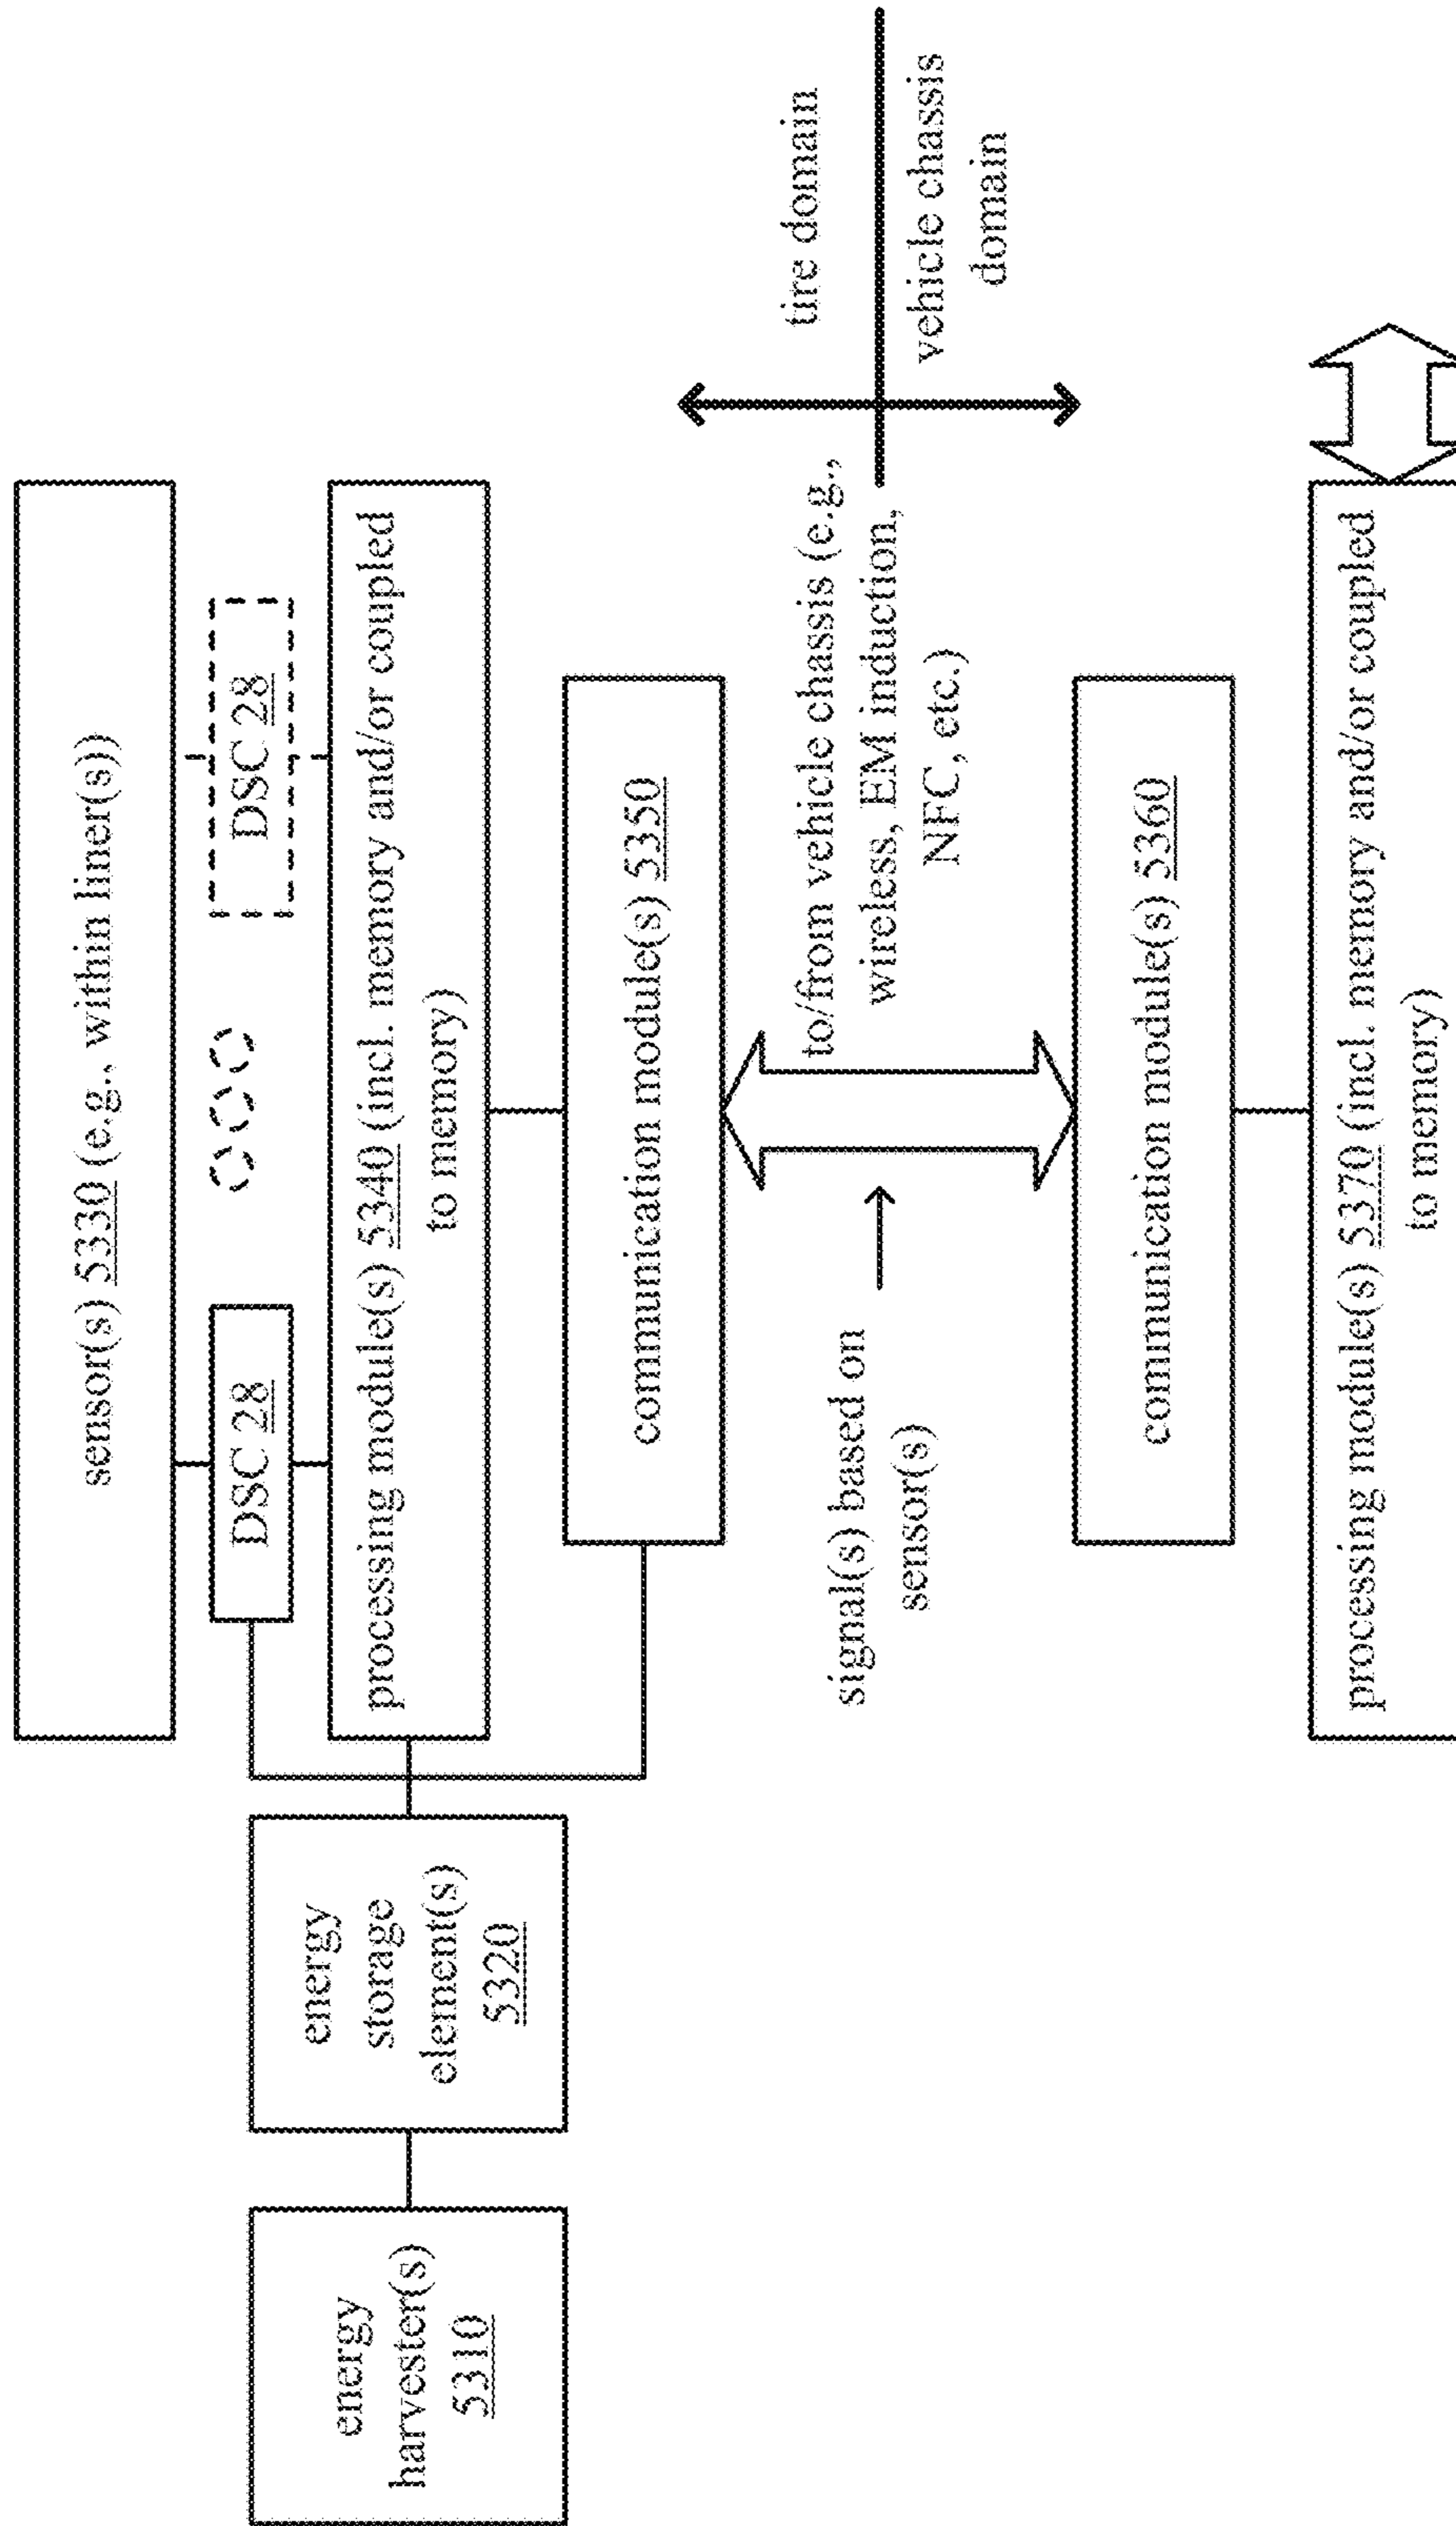 sensor(s) 5330 (e.g., within liner(s))
DSC 28
DSC 28
energy
harvester(s)
5310
energy
storage
element(s)
5320
processing module(s) 5340 (incl. memory and/or coupled
to memory)
communication module(s) 5350
signal(s) based on
sensor(s)
to/from vehicle chassis (e.g.,
wireless, EM induction,
NFC, etc.)
tire domain
vehicle chassis
domain
communication module(s) 5360
processing module(s) 5370 (incl. memory and/or coupled
to memory)